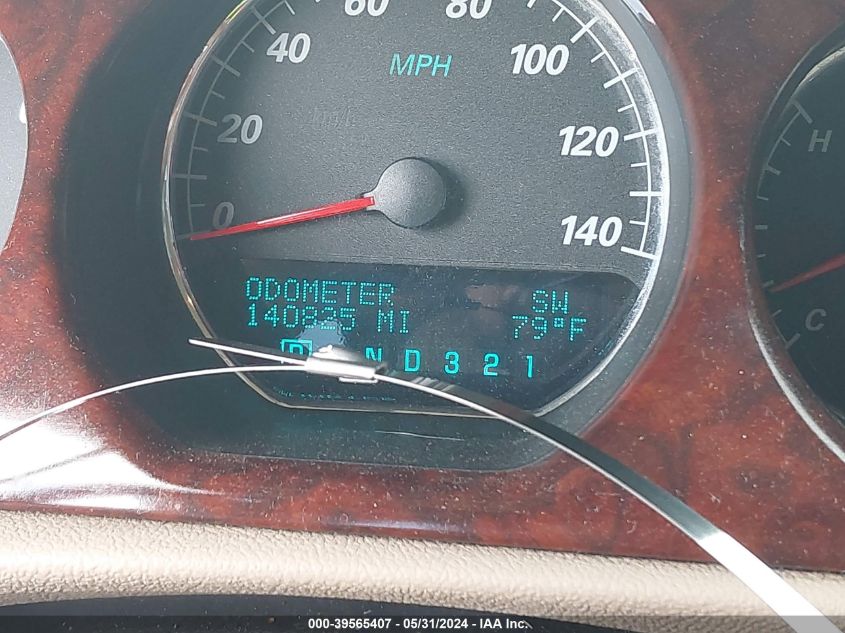 60 80
40 MPH 100
20 120
0 140
H
C
ODOMETER SW
140825 MI 79°F
P N D 3 2 1
000-39565407 - 05/31/2024 - IAA Inc.